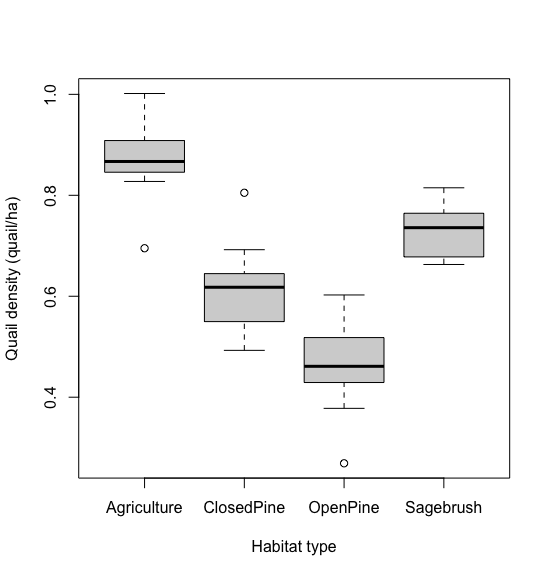 Quail density (quail/ha)
1.0
0.8
0.6
0.4
Agriculture ClosedPine OpenPine Sagebrush
Habitat type